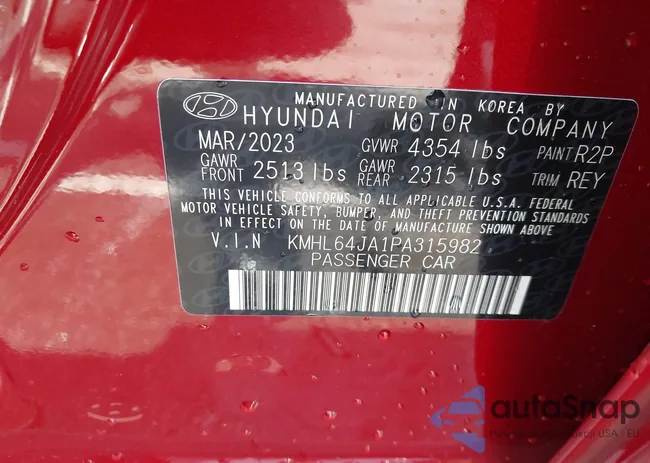 MANUFACTURED IN KOREA BY
HYUNDAI MOTOR COMPANY
MAR/2023 GVWR 4354 lbs PAINT R2P
GAWR FRONT 2513 lbs GAWR REAR 2315 lbs TRIM REY
THIS VEHICLE CONFORMS TO ALL APPLICABLE U.S.A. FEDERAL
MOTOR VEHICLE SAFETY, BUMPER, AND THEFT PREVENTION STANDARDS
IN EFFECT ON THE DATE OF MANUFACTURE SHOWN ABOVE
V.I.N KMHL64JA1PA315982
PASSENGER CAR
autoSnap
USA | EU